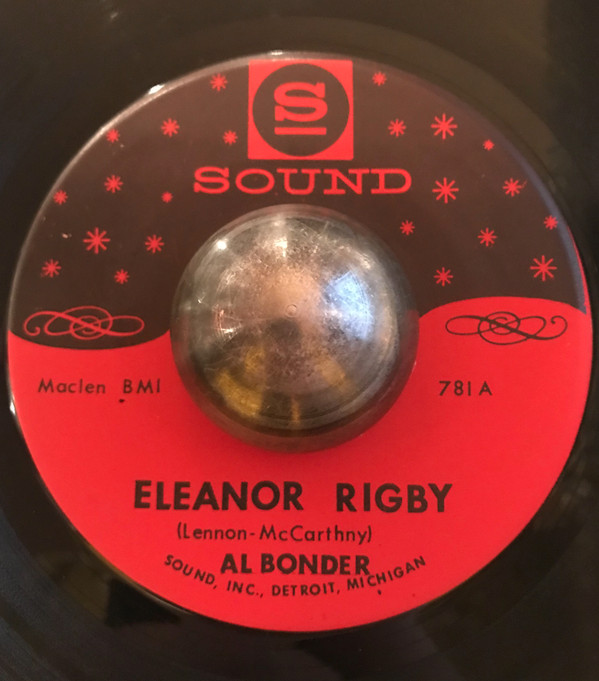 S
SOUND
Maclen BMI
781 A
ELEANOR RIGBY
(Lennon-McCarthny)
AL BONDER
SOUND, INC., DETROIT, MICHIGAN